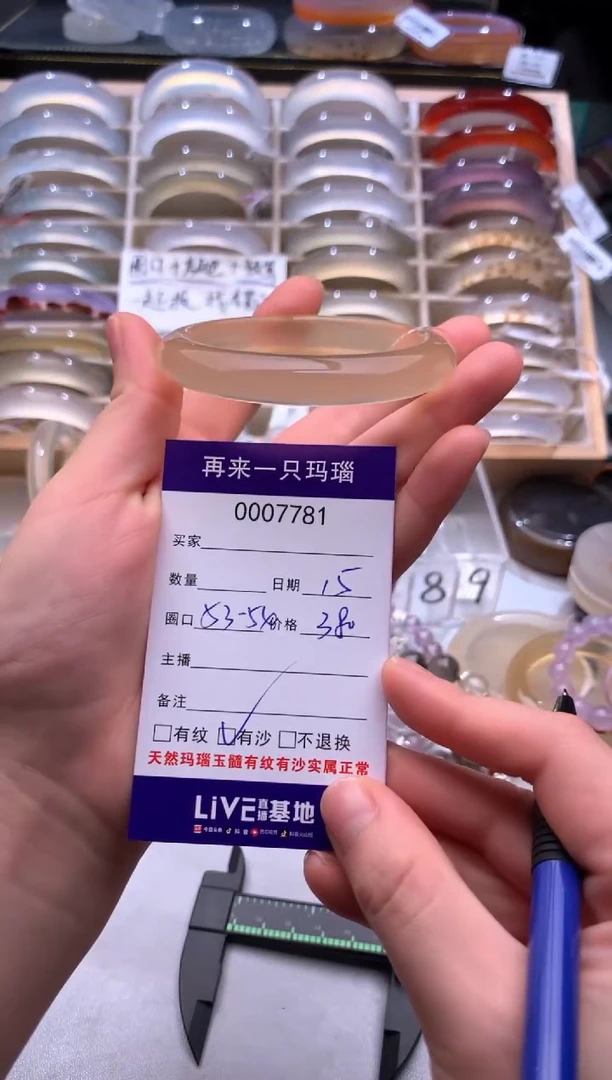 再来一只玛瑙
0007781
买家
数量 日期 15
圈口 53-54 价格 380
主播
备注
□有纹 ☑有沙 □不退换
天然玛瑙玉髓有纹有沙实属正常
LiVE直播基地
89